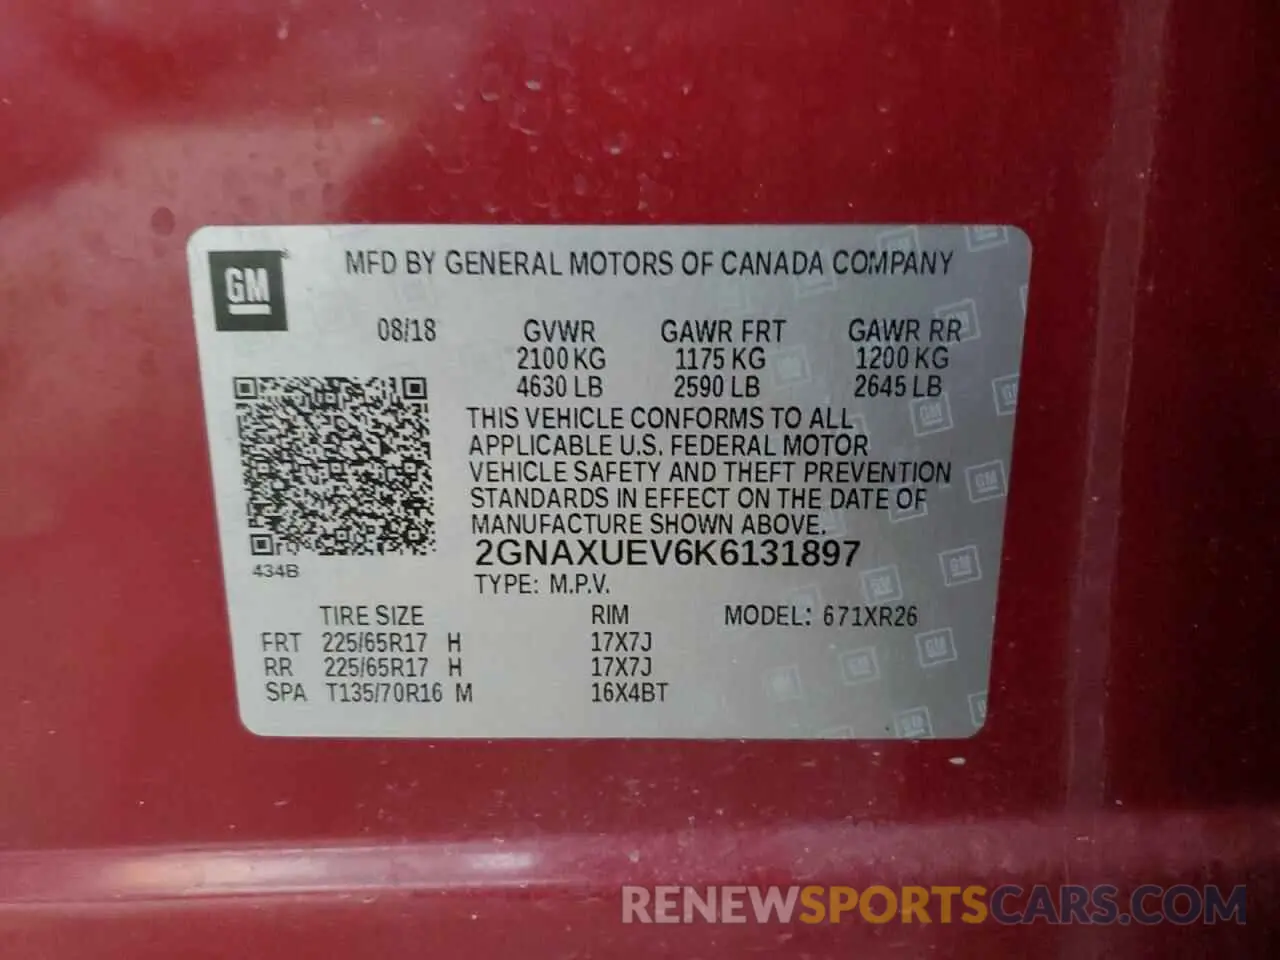 GM
MFD BY GENERAL MOTORS OF CANADA COMPANY
08/18 GVWR GAWR FRT GAWR RR
2100 KG 1175 KG 1200 KG
4630 LB 2590 LB 2645 LB
THIS VEHICLE CONFORMS TO ALL
APPLICABLE U.S. FEDERAL MOTOR
VEHICLE SAFETY AND THEFT PREVENTION
STANDARDS IN EFFECT ON THE DATE OF
MANUFACTURE SHOWN ABOVE.
2GNAXUEV6K6131897
434B
TYPE: M.P.V.
TIRE SIZE RIM MODEL: 671XR26
FRT 225/65R17 H 17X7J
RR 225/65R17 H 17X7J
SPA T135/70R16 M 16X4BT
RENEWSPORTSCARS.COM